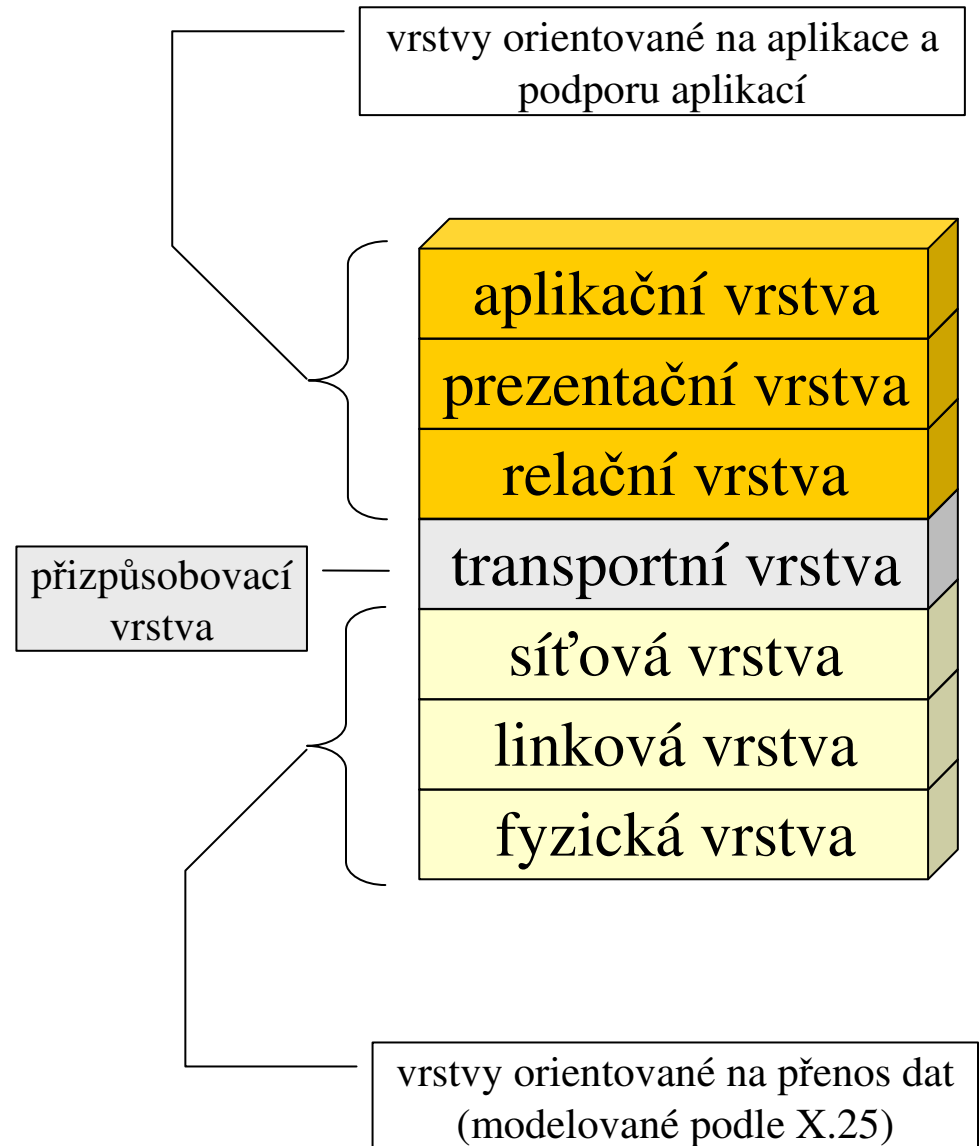 vrstvy orientované na aplikace a
podporu aplikací
aplikační vrstva
prezentační vrstva
relační vrstva
transportní vrstva
přizpůsobovací
vrstva
síťová vrstva
linková vrstva
fyzická vrstva
vrstvy orientované na přenos dat
(modelované podle X.25)